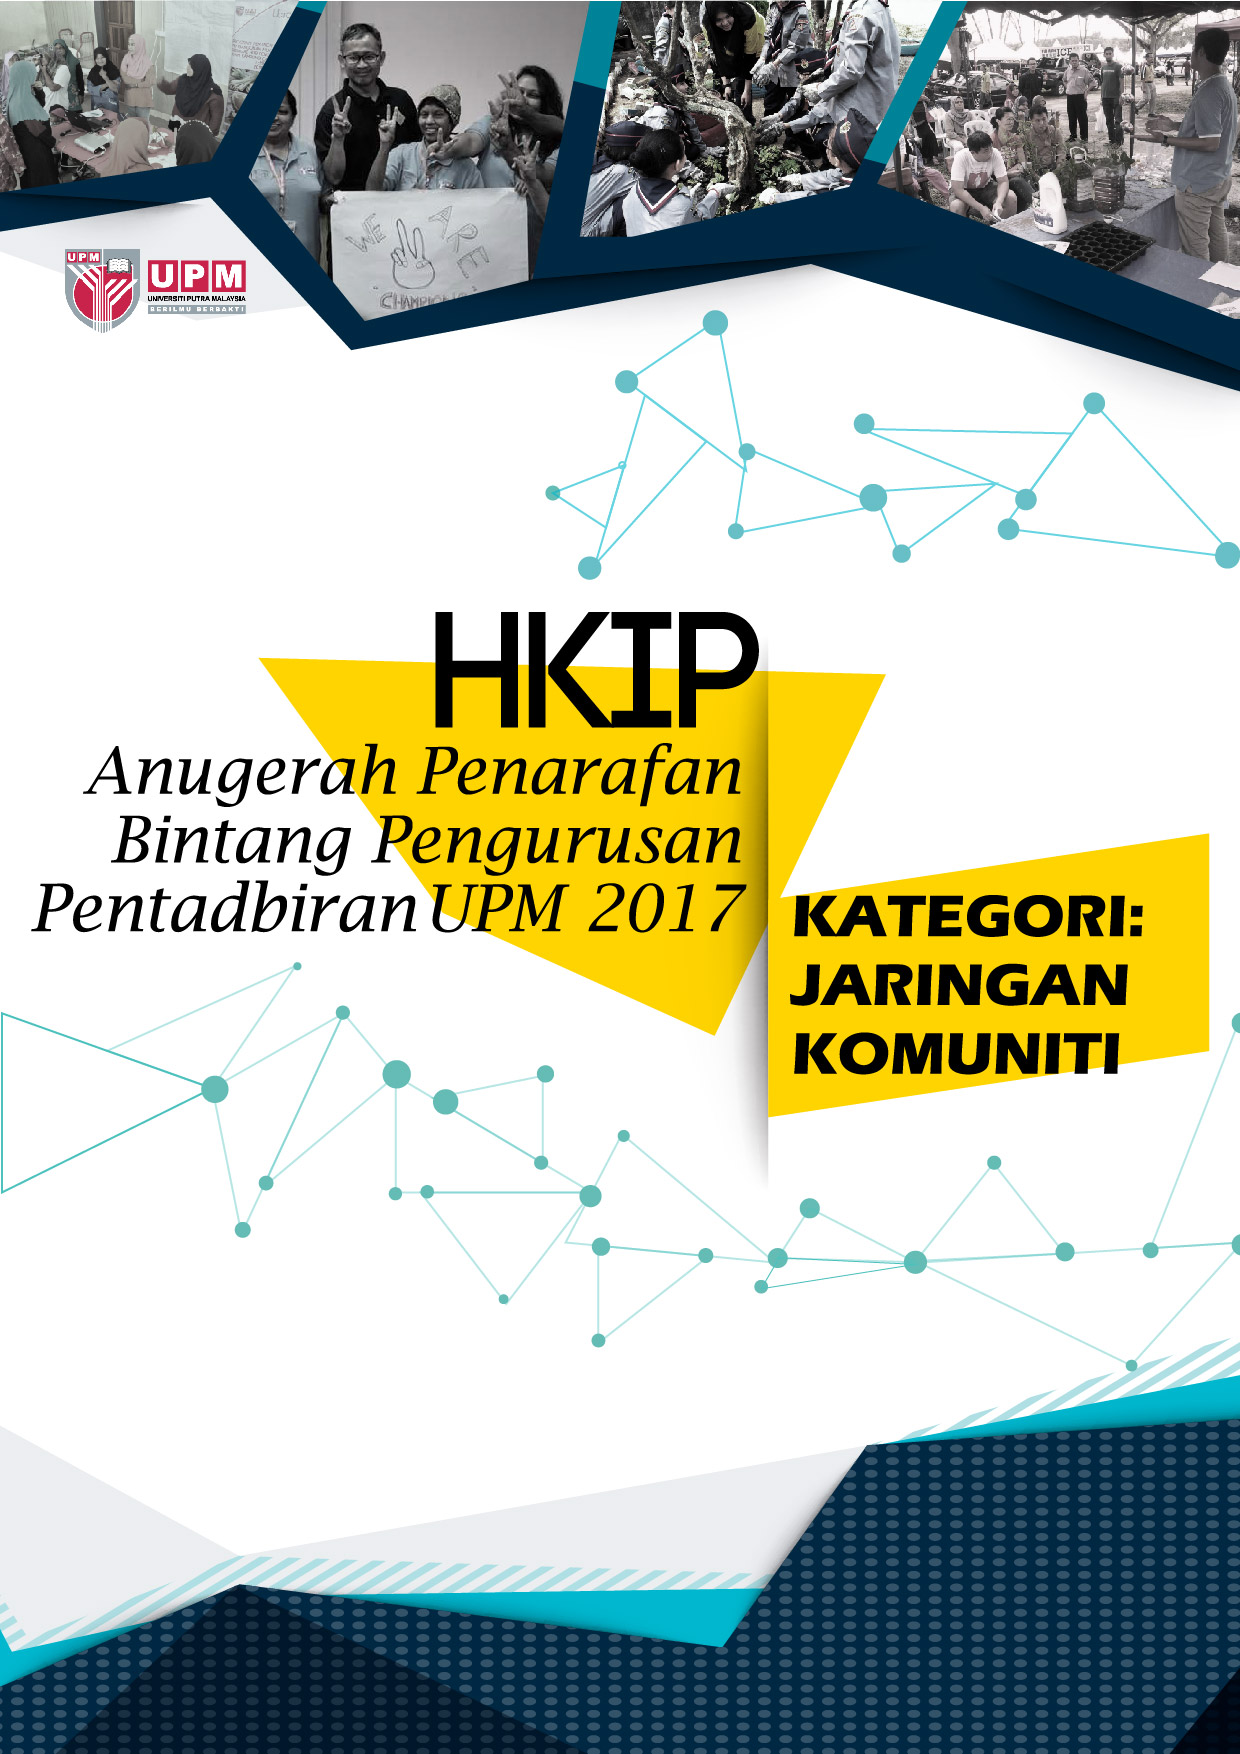 WE
ARE
"CHAMPIONS"
UPM
UPM
UNIVERSITI PUTRA MALAYSIA
BERILMU BERBAKTI
HKIP
Anugerah Penarafan
Bintang Pengurusan
Pentadbiran UPM 2017
KATEGORI:
JARINGAN
KOMUNITI